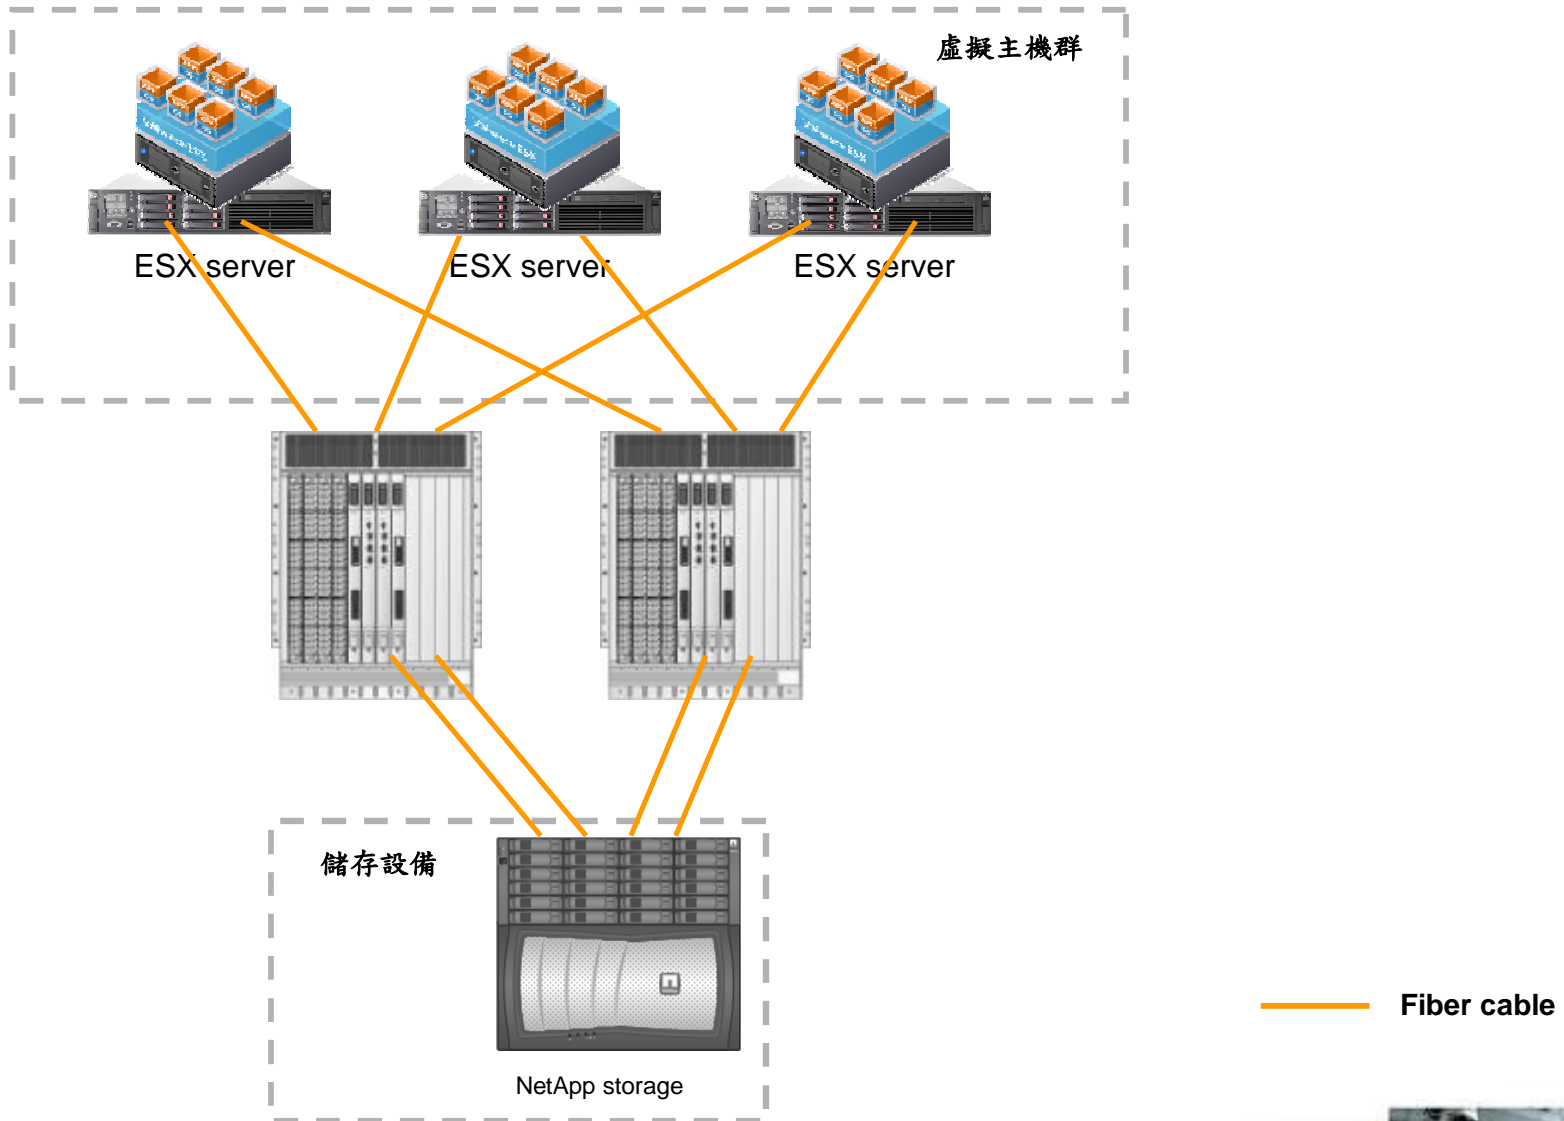 虛擬主機群
ESX server
ESX server
ESX server
儲存設備
NetApp storage
Fiber cable